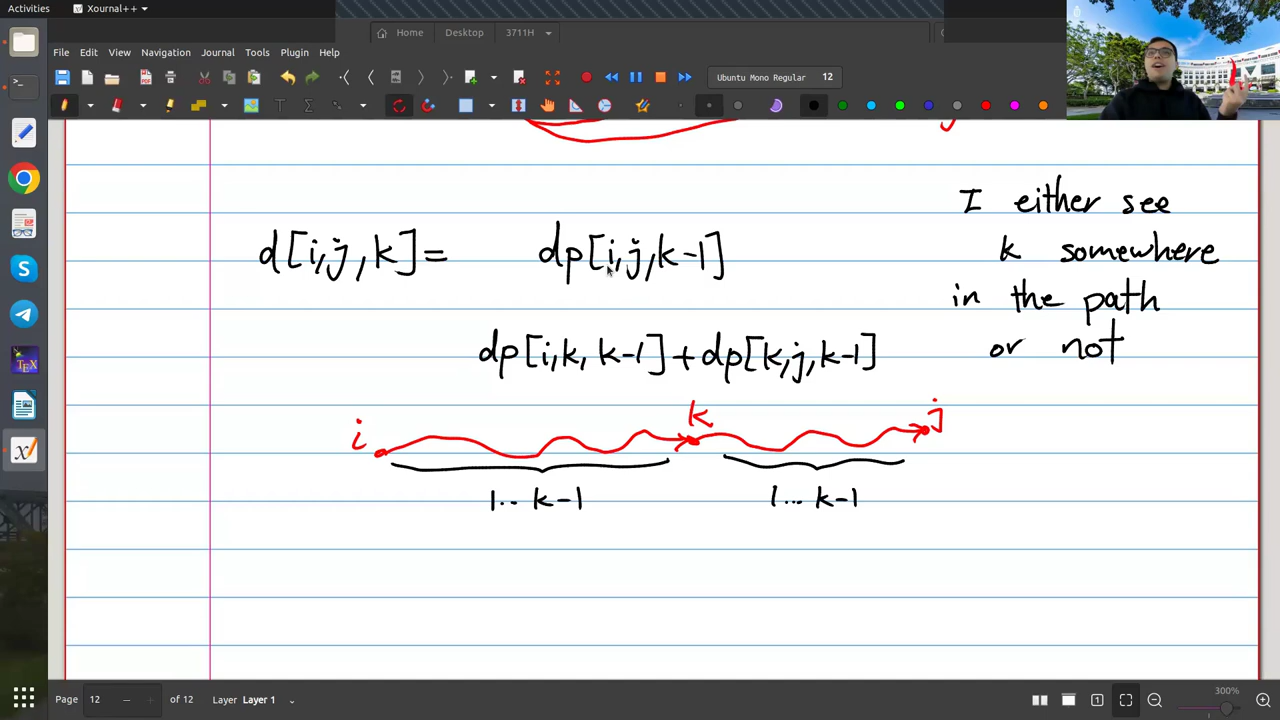 Activities Xournal++
Home Desktop 3711H
File Edit View Navigation Journal Tools Plugin Help
Ubuntu Mono Regular 12
I either see
d[i,j,k]= dp[i,j,k-1] k somewhere
in the path
dp[i,k,k-1]+dp[k,j,k-1] or not
i k j
1.. k-1 1... k-1
Page 12 of 12 Layer Layer 1 300%